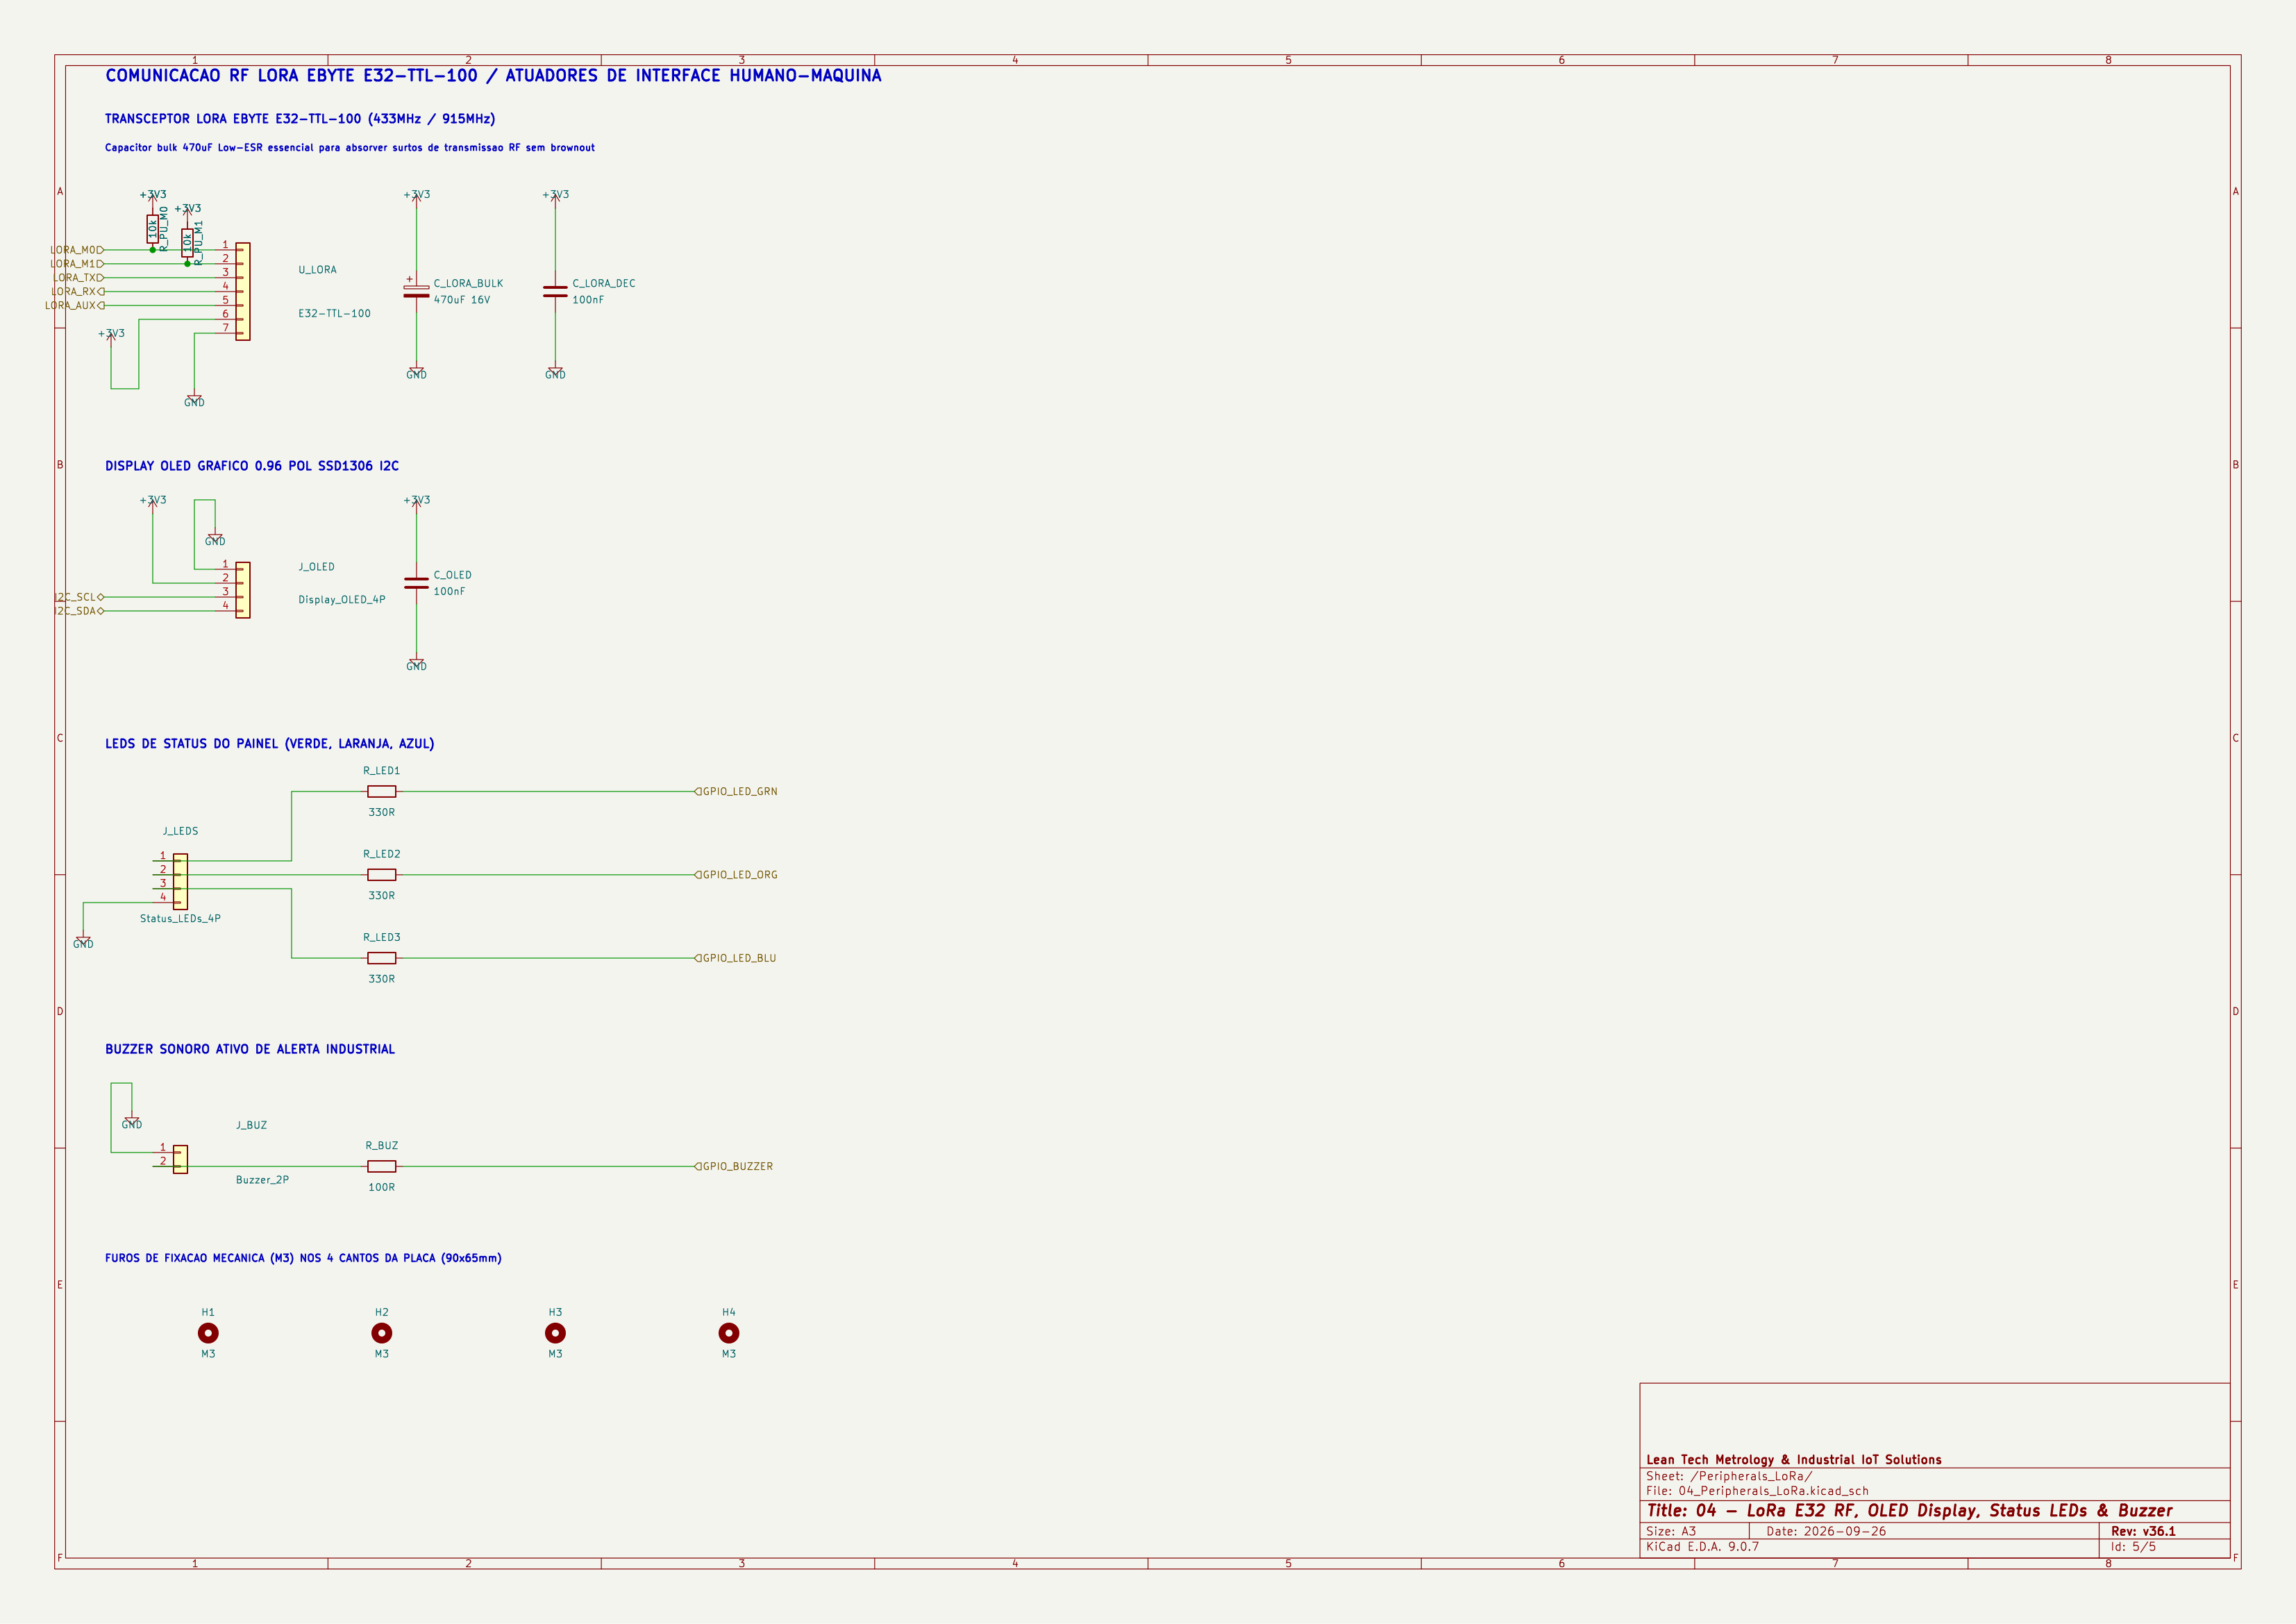 1 2 3 4 5 6 7 8
COMUNICACAO RF LORA EBYTE E32-TTL-100 / ATUADORES DE INTERFACE HUMANO-MAQUINA
TRANSCEPTOR LORA EBYTE E32-TTL-100 (433MHz / 915MHz)
Capacitor bulk 470uF Low-ESR essencial para absorver surtos de transmissao RF sem brownout
A
A
+3V3
+3V3
10k
R_PU_M0
10k
R_PU_M1
LORA_M0
LORA_M1
LORA_TX
LORA_RX
LORA_AUX
1
2
3
4
5
6
7
U_LORA
E32-TTL-100
+3V3
GND
+3V3
C_LORA_BULK
470uF 16V
GND
+3V3
C_LORA_DEC
100nF
GND
B
B
DISPLAY OLED GRAFICO 0.96 POL SSD1306 I2C
+3V3
GND
1
2
3
4
I2C_SCL
I2C_SDA
J_OLED
Display_OLED_4P
+3V3
C_OLED
100nF
GND
C
C
LEDS DE STATUS DO PAINEL (VERDE, LARANJA, AZUL)
R_LED1
330R
GPIO_LED_GRN
J_LEDS
1
2
3
4
Status_LEDs_4P
GND
R_LED2
330R
GPIO_LED_ORG
R_LED3
330R
GPIO_LED_BLU
D
D
BUZZER SONORO ATIVO DE ALERTA INDUSTRIAL
GND
J_BUZ
1
2
Buzzer_2P
R_BUZ
100R
GPIO_BUZZER
FUROS DE FIXACAO MECANICA (M3) NOS 4 CANTOS DA PLACA (90x65mm)
E
E
H1 H2 H3 H4
M3 M3 M3 M3
Lean Tech Metrology & Industrial IoT Solutions
Sheet: /Peripherals_LoRa/
File: 04_Peripherals_LoRa.kicad_sch
Title: 04 - LoRa E32 RF, OLED Display, Status LEDs & Buzzer
Size: A3 Date: 2026-09-26 Rev: v36.1
KiCad E.D.A. 9.0.7 Id: 5/5
F
F
1 2 3 4 5 6 7 8